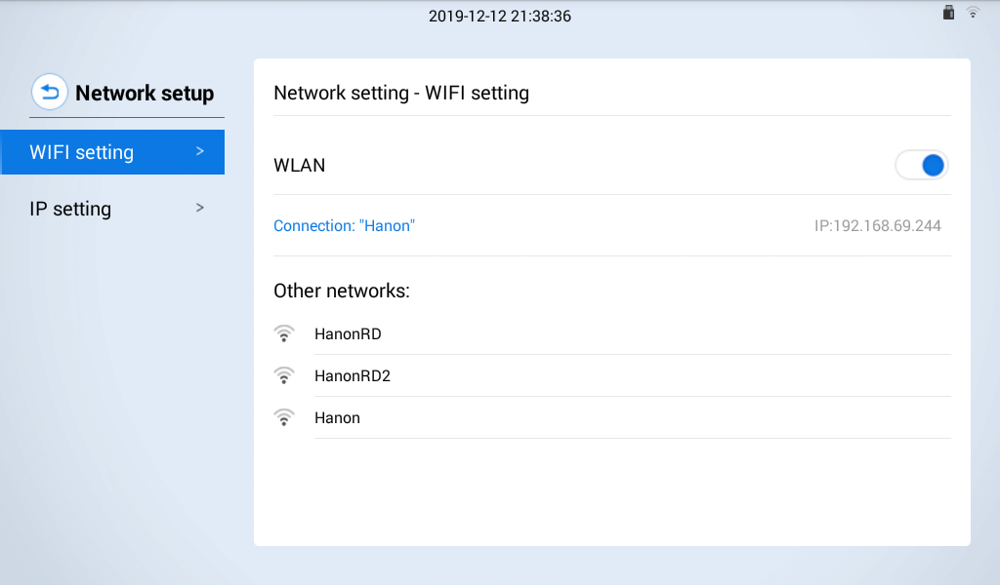 2019-12-12 21:38:36
Network setup
WIFI setting >
IP setting >
Network setting - WIFI setting
WLAN
Connection: "Hanon" IP:192.168.69.244
Other networks:
HanonRD
HanonRD2
Hanon